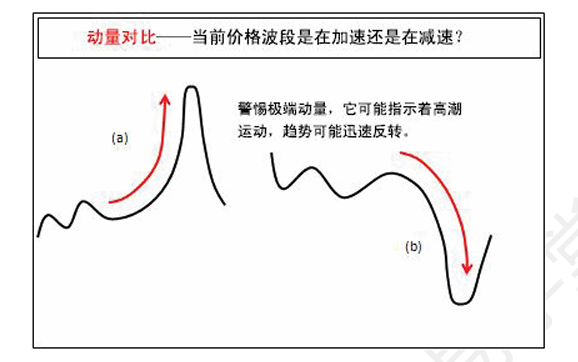 动量对比——当前价格波段是在加速还是在减速？
警惕极端动量，它可能指示着高潮
运动，趋势可能迅速反转。
(a)
(b)